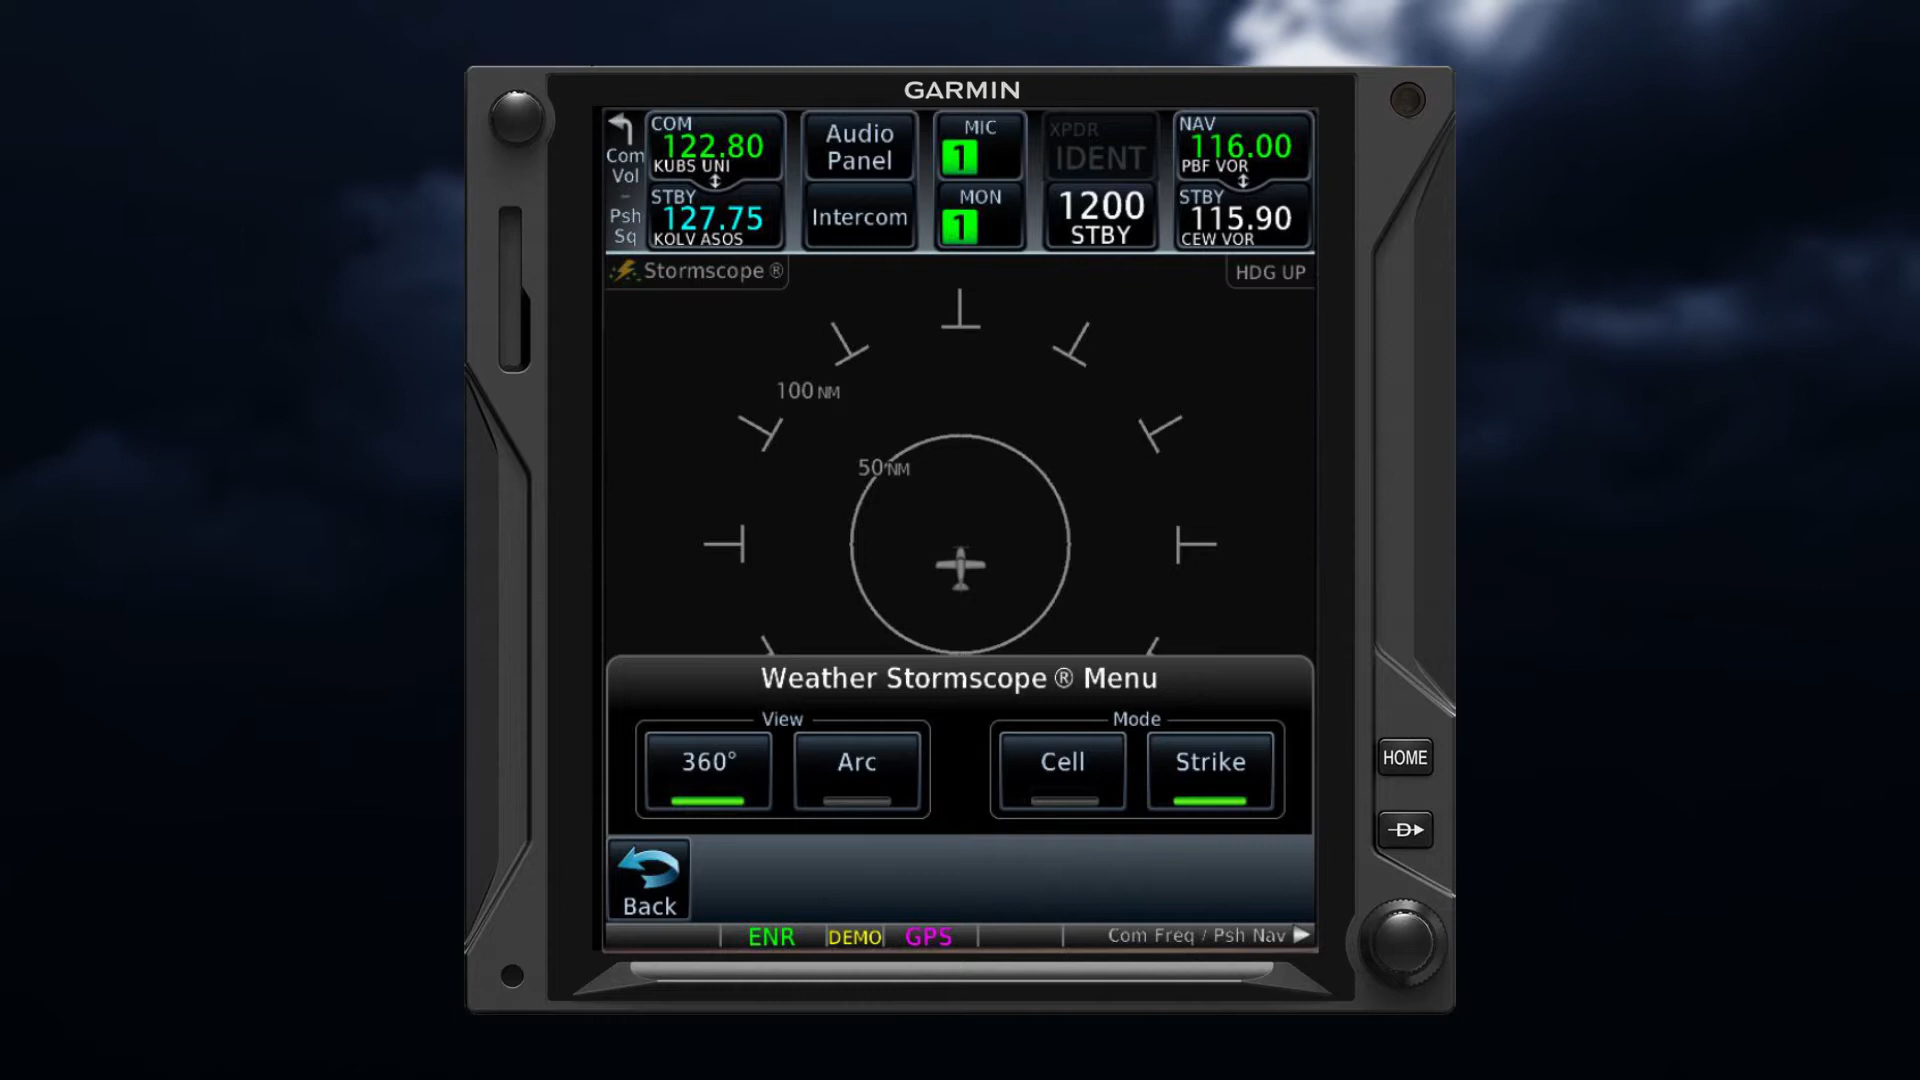 GARMIN
Com
Vol
-
Psh
Sq
COM
122.80
KUBS UNI
STBY
127.75
KOLV ASOS
Audio
Panel
Intercom
MIC
1
MON
1
XPDR
IDENT
1200
STBY
NAV
116.00
PBF VOR
STBY
115.90
CEW VOR
Stormscope ®
HDG UP
100 NM
50 NM
Weather Stormscope ® Menu
View
Mode
360°
Arc
Cell
Strike
HOME
D
Back
ENR
DEMO
GPS
Com Freq / Psh Nav